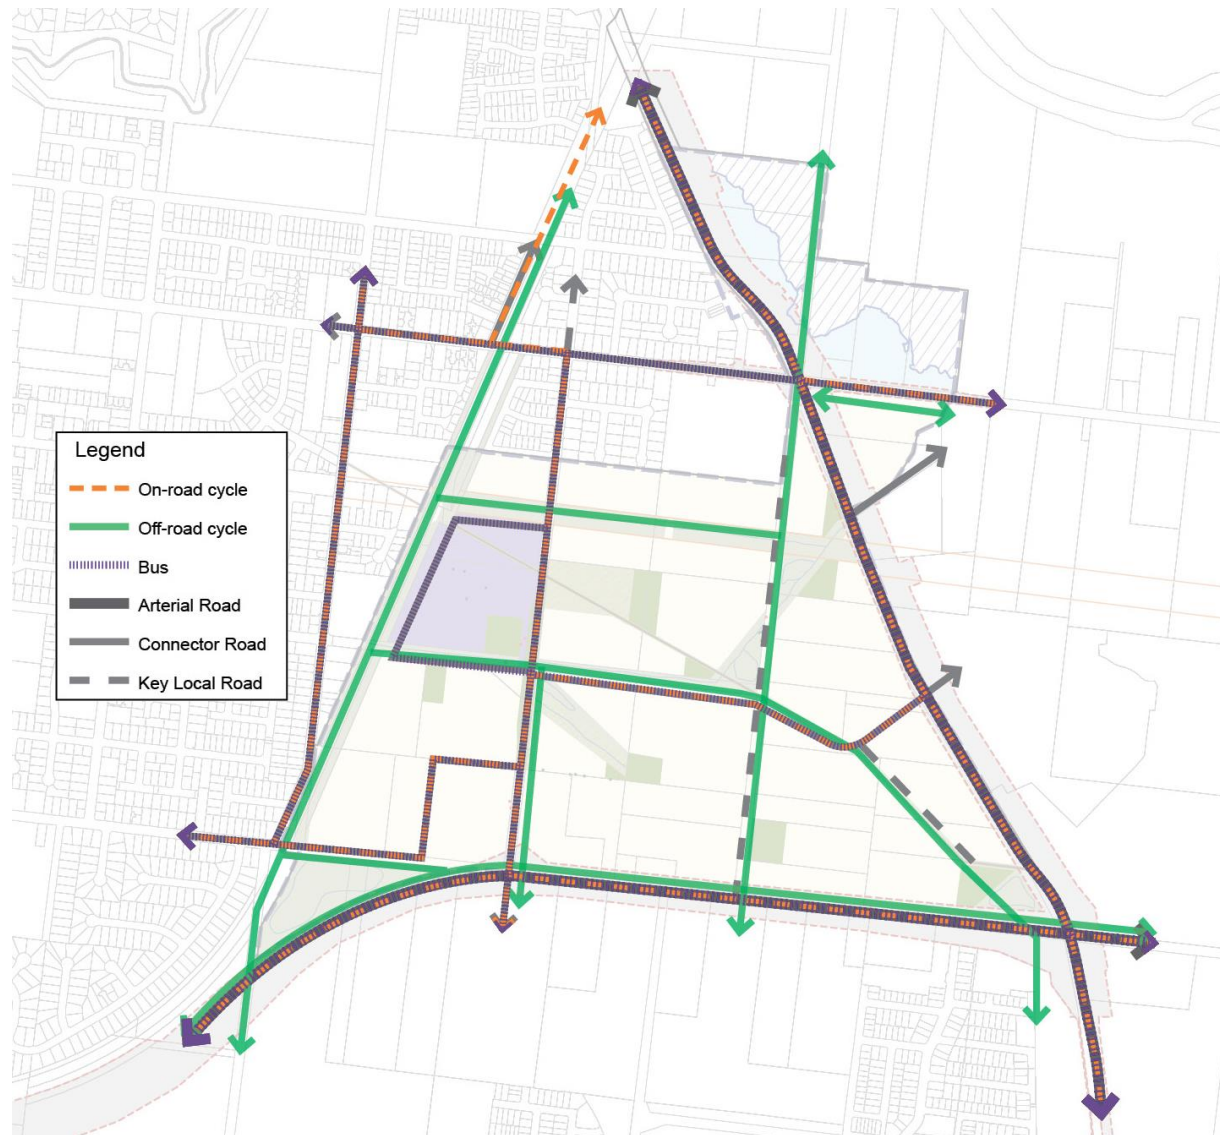 Legend
On-road cycle
Off-road cycle
Bus
Arterial Road
Connector Road
Key Local Road